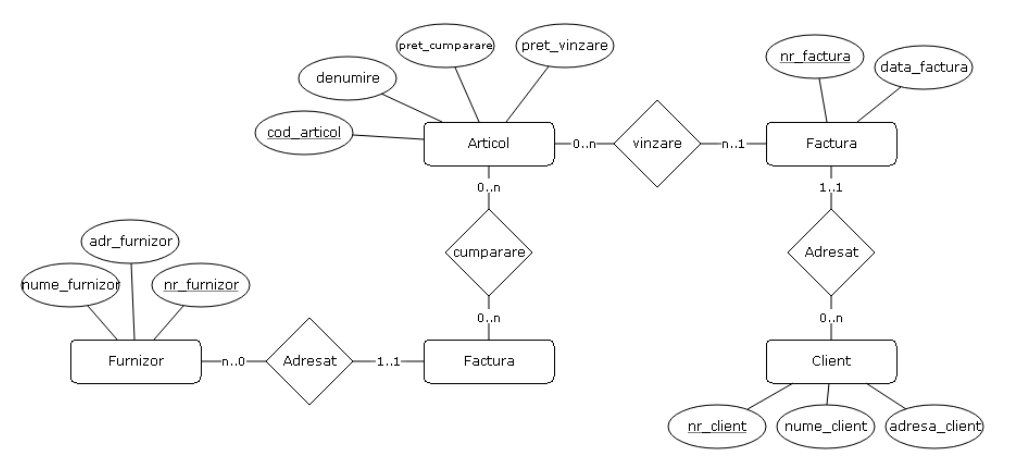 pret_cumparare
pret_vinzare
nr_factura
data_factura
denumire
cod_articol
Articol
0..n
vinzare
n..1
Factura
0..n
1..1
adr_furnizor
cumparare
Adresat
nume_furnizor
nr_furnizor
0..n
0..n
Furnizor
n..0
Adresat
1..1
Factura
Client
nr_client
nume_client
adresa_client